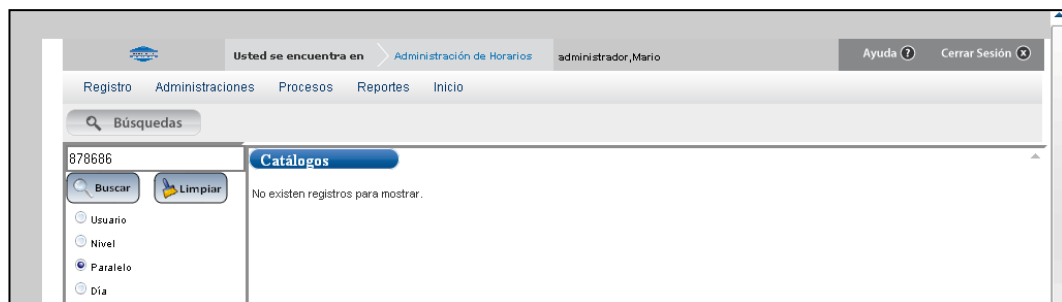 Usted se encuentra en Administración de Horarios administrador,Mario Ayuda ? Cerrar Sesión
Registro Administraciones Procesos Reportes Inicio
Búsquedas
878686
Catálogos
Buscar Limpiar
No existen registros para mostrar.
Usuario
Nivel
Paralelo
Día